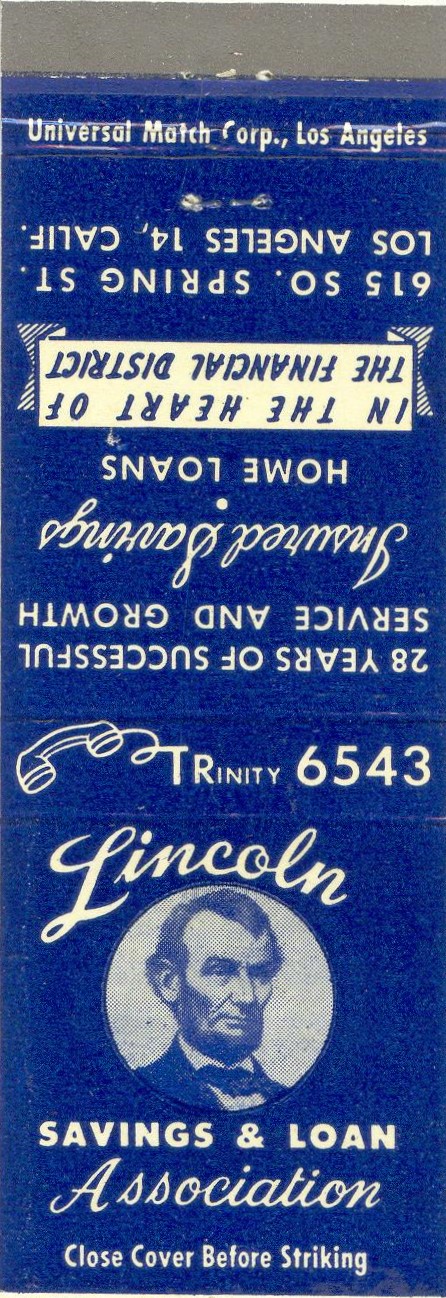 Universal Match Corp., Los Angeles
28 YEARS OF SUCCESSFUL
SERVICE AND GROWTH
Insured Savings
HOME LOANS
IN THE HEART OF
THE FINANCIAL DISTRICT
615 SO. SPRING ST.
LOS ANGELES 14, CALIF.
TRINITY 6543
Lincoln
SAVINGS & LOAN
Association
Close Cover Before Striking